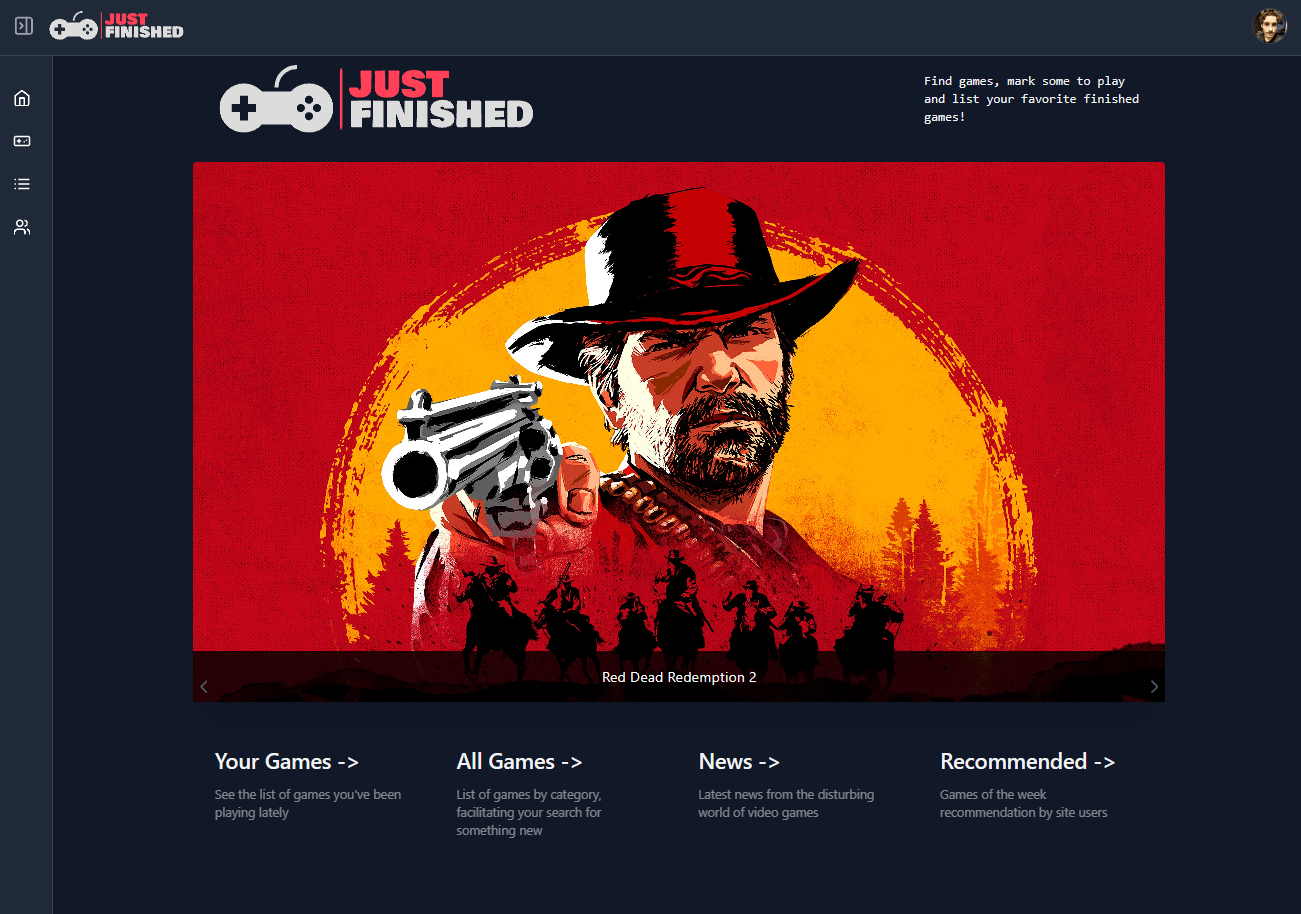 JUST
FINISHED
JUST
FINISHED
Find games, mark some to play
and list your favorite finished
games!
Red Dead Redemption 2
Your Games ->
See the list of games you've been
playing lately
All Games ->
List of games by category,
facilitating your search for
something new
News ->
Latest news from the disturbing
world of video games
Recommended ->
Games of the week
recommendation by site users